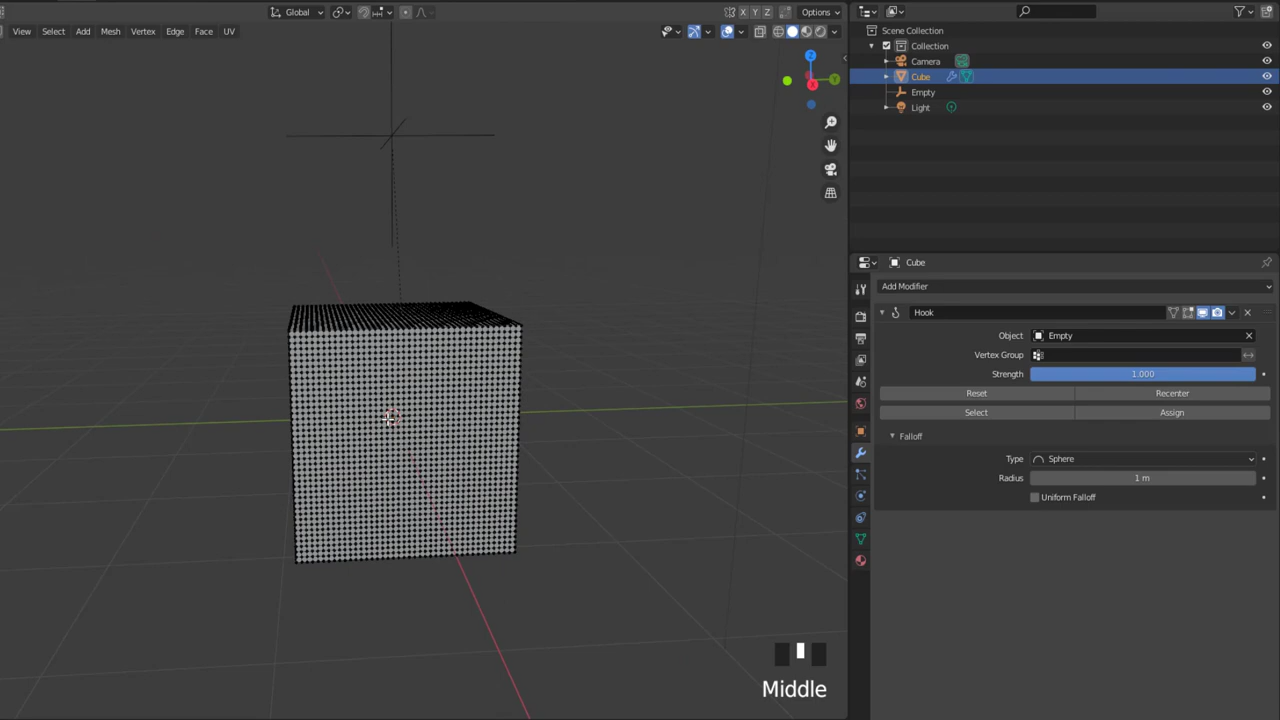 Global
Options
View Select Add Mesh Vertex Edge Face UV
Z
Y
X
X Y Z
Middle
Scene Collection
Collection
Camera
Cube
Empty
Light
Cube
Add Modifier
Hook
Object Empty
Vertex Group
Strength 1.000
Reset Recenter
Select Assign
Falloff
Type Sphere
Radius 1 m
Uniform Falloff